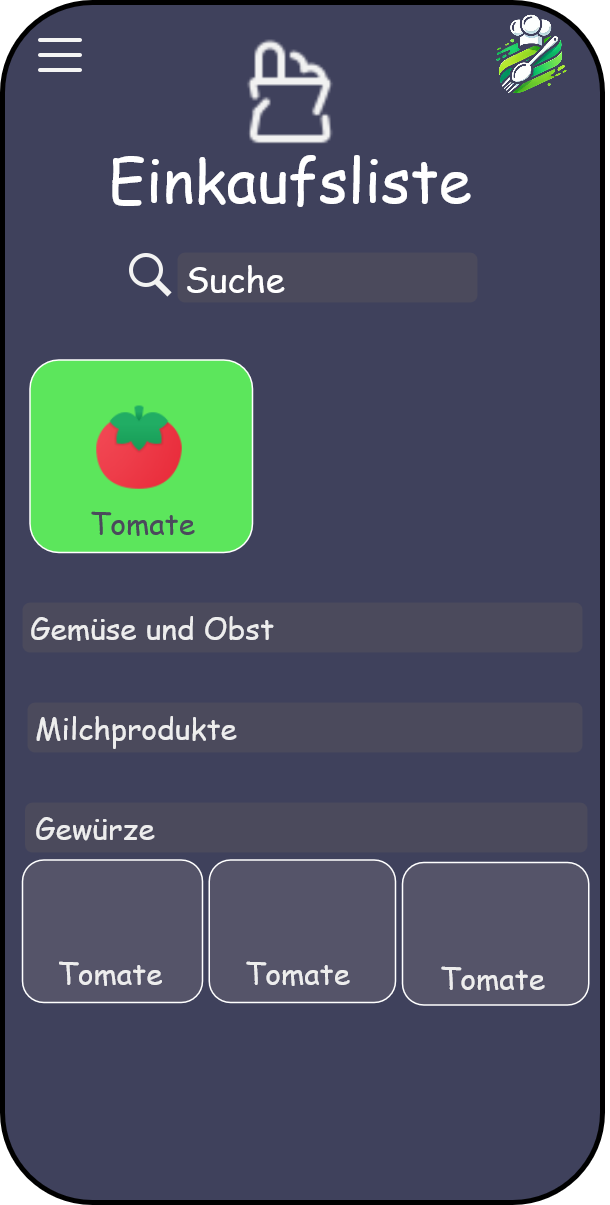 Einkaufsliste
Suche
Tomate
Gemüse und Obst
Milchprodukte
Gewürze
Tomate Tomate Tomate